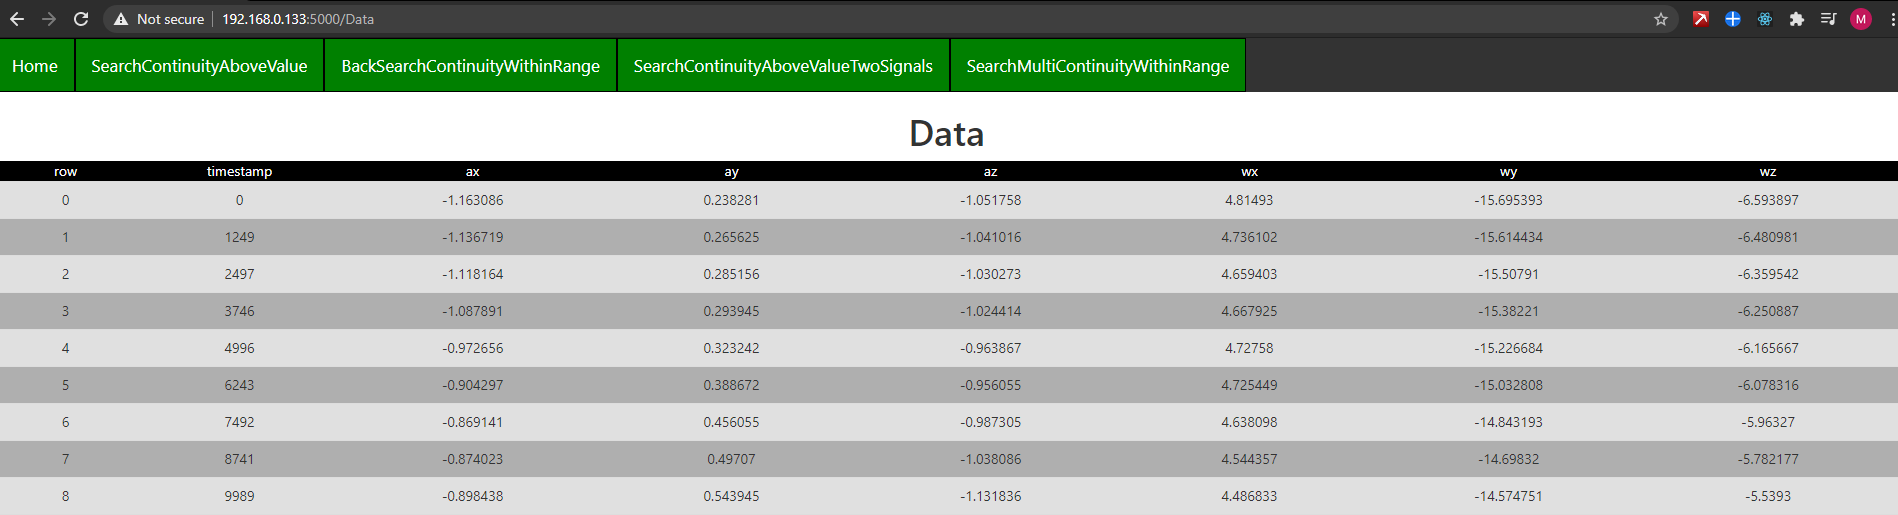 Not secure 192.168.0.133:5000/Data M
Home SearchContinuityAboveValue BackSearchContinuityWithinRange SearchContinuityAboveValueTwoSignals SearchMultiContinuityWithinRange
Data
row timestamp ax ay az wx wy wz
0 0 -1.163086 0.238281 -1.051758 4.81493 -15.695393 -6.593897
1 1249 -1.136719 0.265625 -1.041016 4.736102 -15.614434 -6.480981
2 2497 -1.118164 0.285156 -1.030273 4.659403 -15.50791 -6.359542
3 3746 -1.087891 0.293945 -1.024414 4.667925 -15.38221 -6.250887
4 4996 -0.972656 0.323242 -0.963867 4.72758 -15.226684 -6.165667
5 6243 -0.904297 0.388672 -0.956055 4.725449 -15.032808 -6.078316
6 7492 -0.869141 0.456055 -0.987305 4.638098 -14.843193 -5.96327
7 8741 -0.874023 0.49707 -1.038086 4.544357 -14.69832 -5.782177
8 9989 -0.898438 0.543945 -1.131836 4.486833 -14.574751 -5.5393